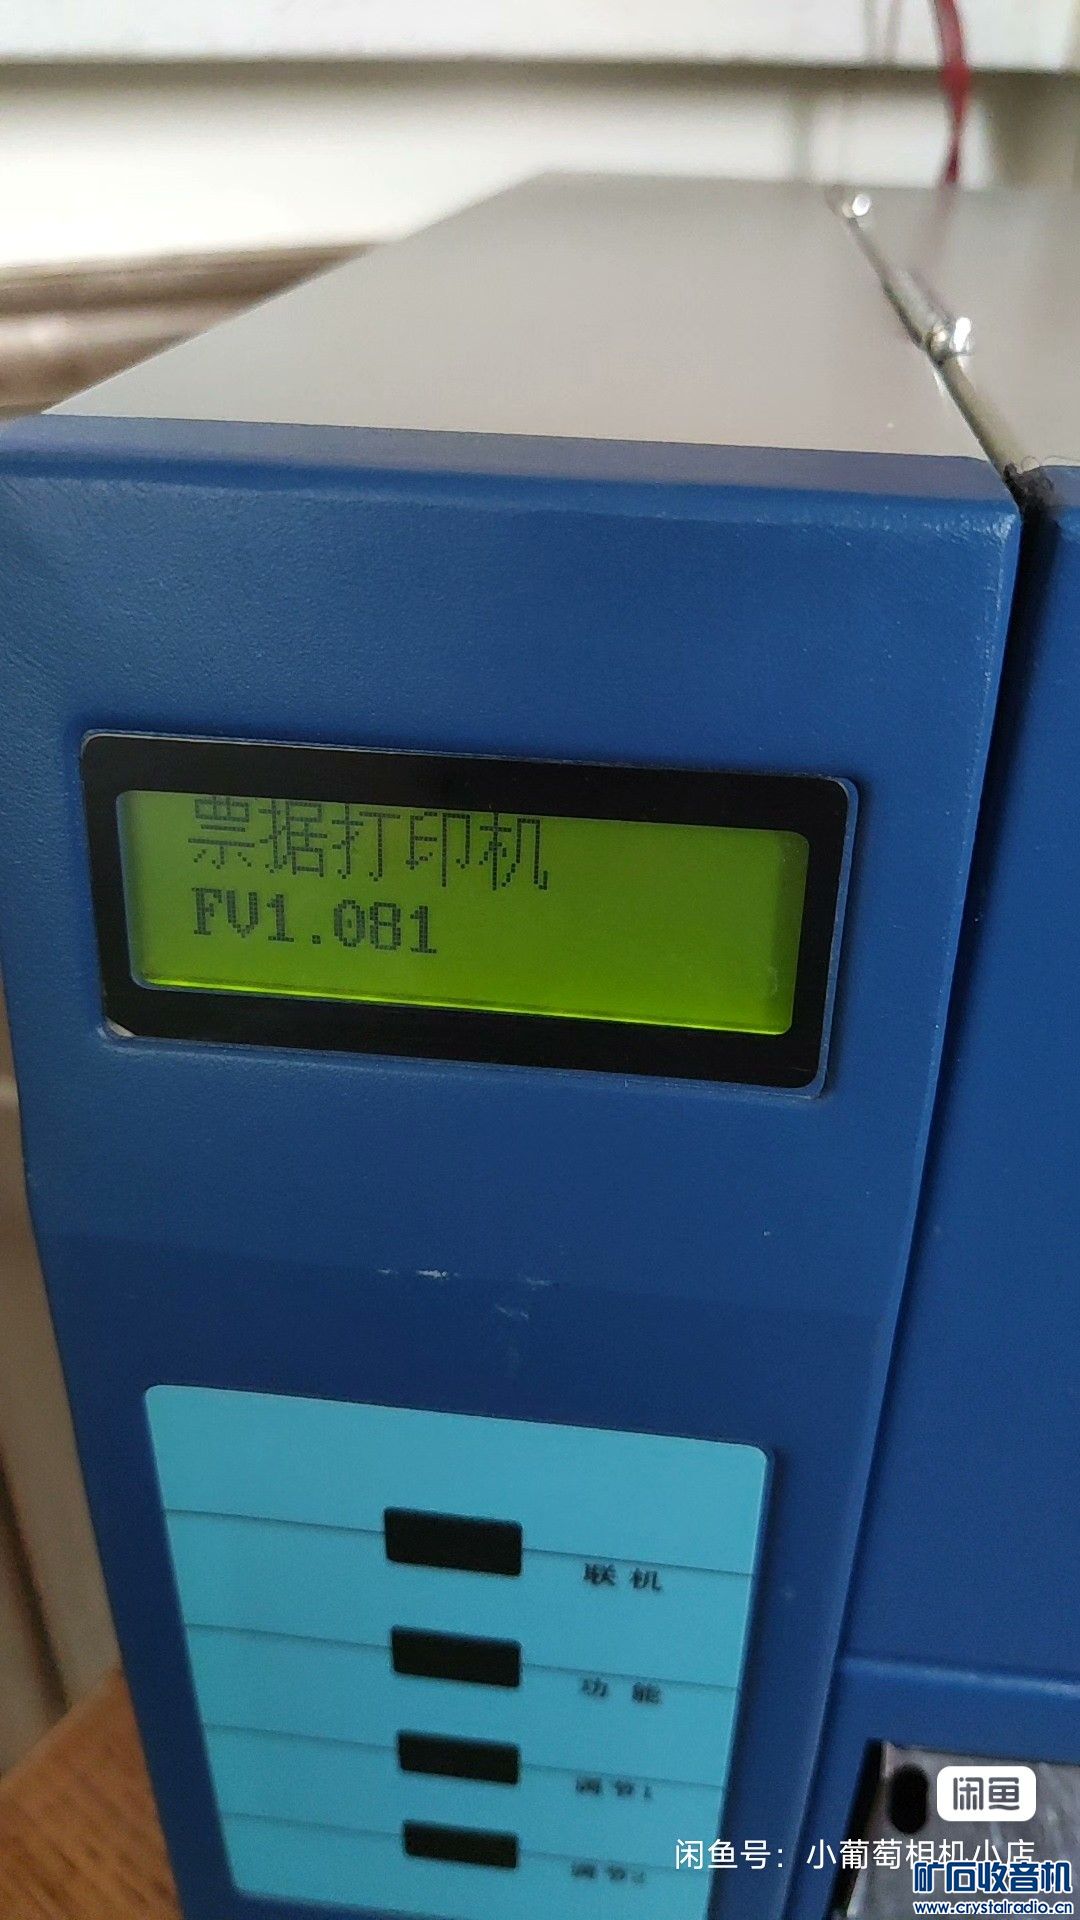 票据打印机
FV1.081
联机
功能
闲鱼
闲鱼号：小葡萄相机小店
矿石收音机
www.crystalradio.cn